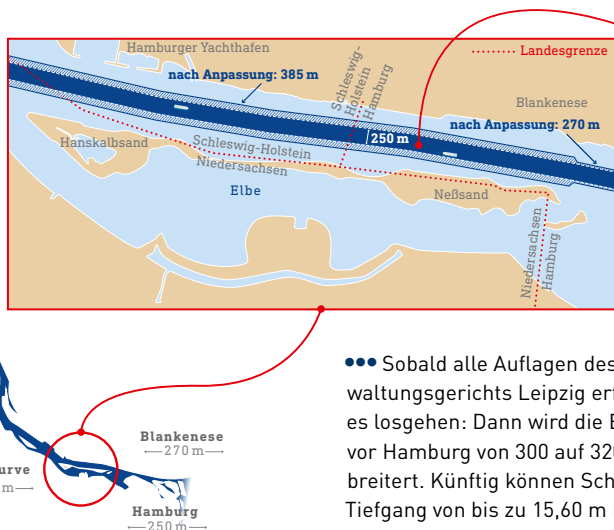 Hamburger Yachthafen
Landesgrenze
nach Anpassung: 385 m
Schleswig-
Holstein
Hamburg
Blankenese
nach Anpassung: 270 m
250 m
Hanskalbsand
Schleswig-Holstein
Niedersachsen
Elbe
Neßsand
Niedersachsen
Hamburg
Blankenese
270 m
urve
m
Hamburg
250 m
••• Sobald alle Auflagen des
waltungsgerichts Leipzig er
es losgehen: Dann wird die E
vor Hamburg von 300 auf 320
breitert. Künftig können Sch
Tiefgang von bis zu 15,60 m